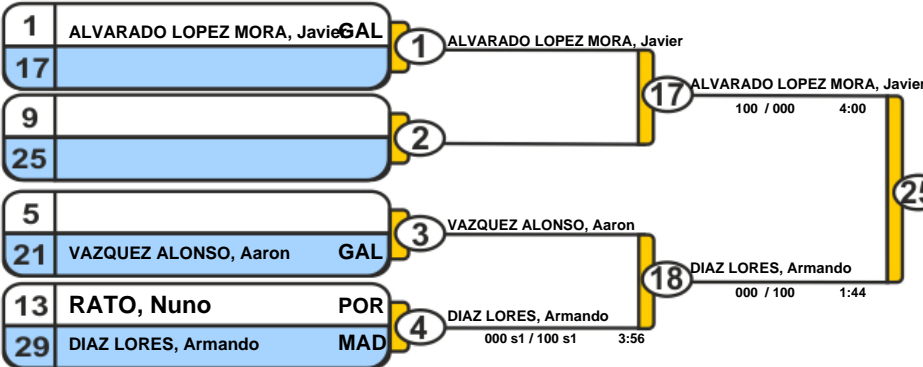 1 ALVARADO LOPEZ MORA, Javier GAL
17
1
ALVARADO LOPEZ MORA, Javier
9
25
2
17
ALVARADO LOPEZ MORA, Javier
100 / 000 4:00
5
21 VAZQUEZ ALONSO, Aaron GAL
3
VAZQUEZ ALONSO, Aaron
13 RATO, Nuno POR
29 DIAZ LORES, Armando MAD
4
DIAZ LORES, Armando
000 s1 / 100 s1 3:56
18
DIAZ LORES, Armando
000 / 100 1:44
25